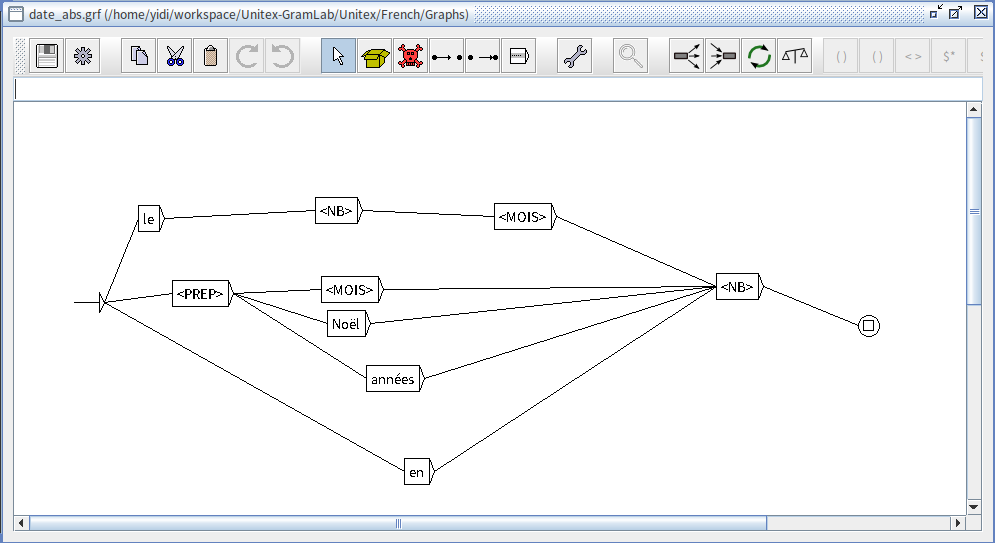 date_abs.grf (/home/yidi/workspace/Unitex-GramLab/Unitex/French/Graphs)
() () <> $* $
le <NB> <MOIS>
<PREP> <MOIS> <NB>
Noël
années
en